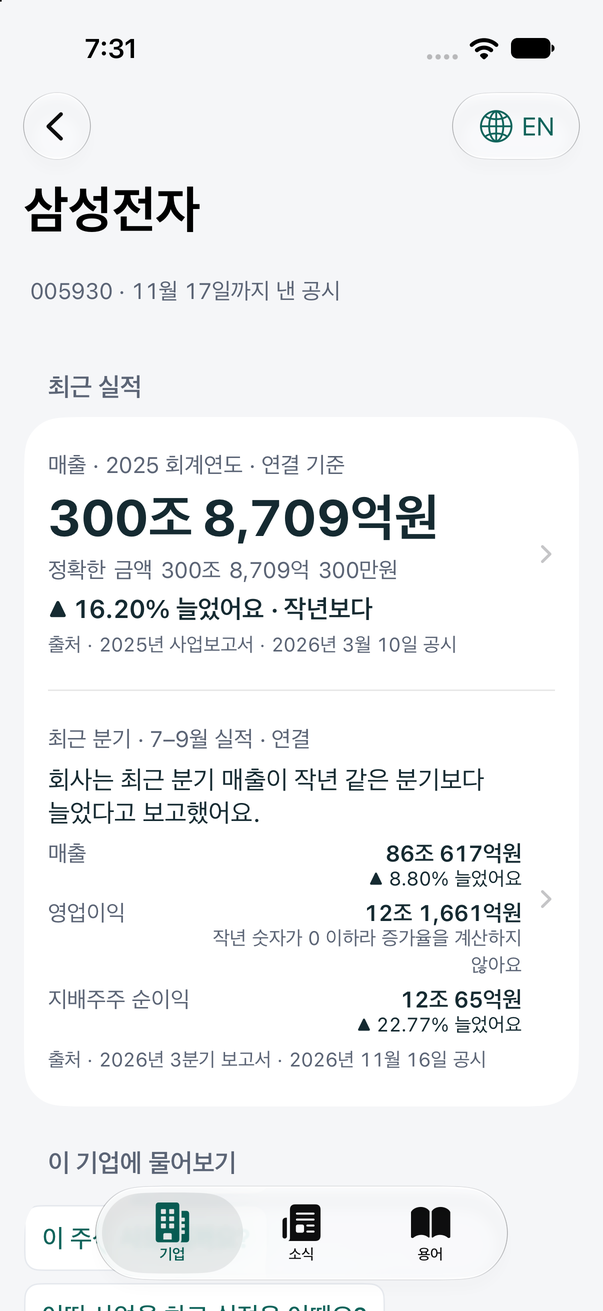 7:31
EN
삼성전자
005930 · 11월 17일까지 낸 공시
최근 실적
매출 · 2025 회계연도 · 연결 기준
300조 8,709억원
정확한 금액 300조 8,709억 300만원
▲ 16.20% 늘었어요 · 작년보다
출처 · 2025년 사업보고서 · 2026년 3월 10일 공시
최근 분기 · 7–9월 실적 · 연결
회사는 최근 분기 매출이 작년 같은 분기보다
늘었다고 보고했어요.
매출 86조 617억원
▲ 8.80% 늘었어요
영업이익 12조 1,661억원
작년 숫자가 0 이하라 증가율을 계산하지
않아요
지배주주 순이익 12조 65억원
▲ 22.77% 늘었어요
출처 · 2026년 3분기 보고서 · 2026년 11월 16일 공시
이 기업에 물어보기
이
기업 소식 용어